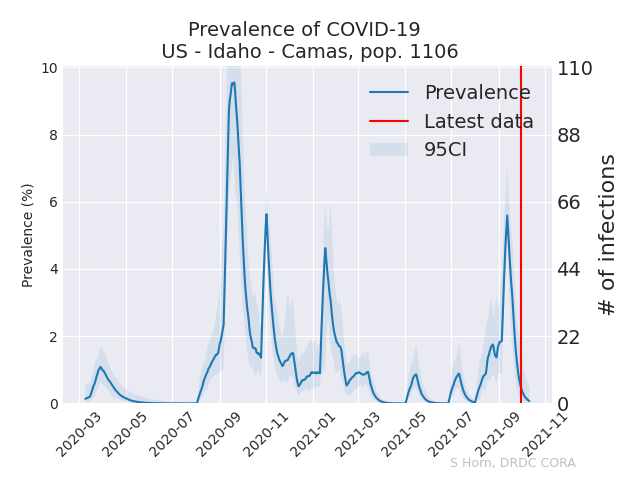 Prevalence of COVID-19
US - Idaho - Camas, pop. 1106
Prevalence
Latest data
95CI
Prevalence (%)
10
8
6
4
2
0
# of infections
110
88
66
44
22
0
2020-03
2020-05
2020-07
2020-09
2020-11
2021-01
2021-03
2021-05
2021-07
2021-09
2021-11
S Horn, DRDC CORA